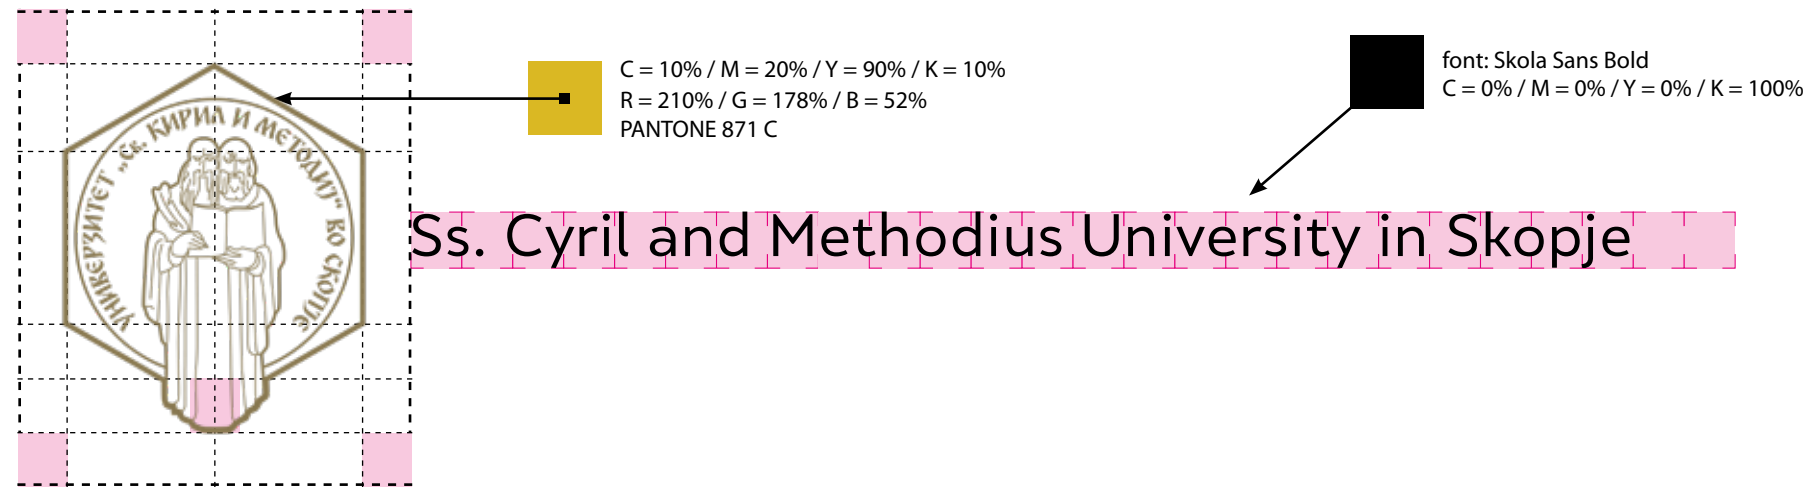 УНИВЕРЗИТЕТ „Св. КИРИЛ И МЕТОДИЈ“ ВО СКОПЈЕ
C = 10% / M = 20% / Y = 90% / K = 10%
R = 210% / G = 178% / B = 52%
PANTONE 871 C
font: Skola Sans Bold
C = 0% / M = 0% / Y = 0% / K = 100%
Ss. Cyril and Methodius University in Skopje